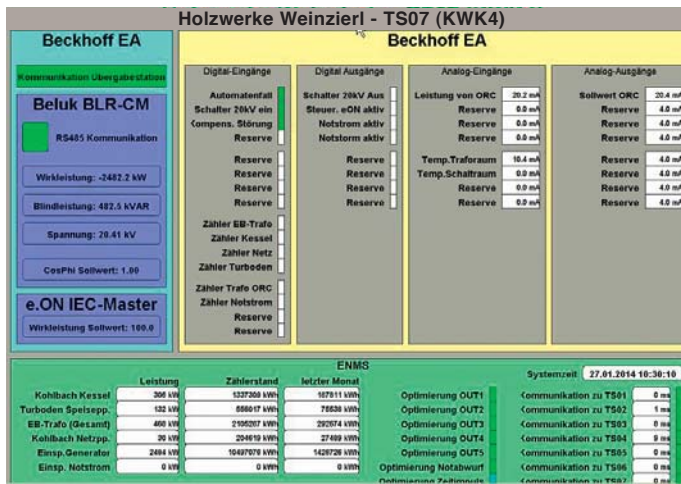 Holzwerke Weinzierl - TS07 (KWK4)
Beckhoff EA
Kommunikation Übergabestation
Beluk BLR-CM
RS485 Kommunikation
Wirkleistung: -2482.2 kW
Blindleistung: 482.5 kVAR
Spannung: 20.41 kV
CosPhi Sollwert: 1.00
e.ON IEC-Master
Wirkleistung Sollwert: 100.0
Beckhoff EA
Digital-Eingänge
Automatenfall
Schalter 20kV ein
Kompens. Störung
Reserve
Reserve
Reserve
Reserve
Reserve
Zähler EB-Trafo
Zähler Kessel
Zähler Netz
Zähler Turboden
Zähler Trafo ORC
Zähler Notstrom
Reserve
Reserve
Digital Ausgänge
Schalter 20kV Aus
Steuer. eON aktiv
Notstrom aktiv
Notstorm aktiv
Reserve
Reserve
Reserve
Reserve
Analog-Eingänge
Leistung von ORC 20.2 mA
Reserve 0.0 mA
Reserve 0.0 mA
Reserve 0.0 mA
Temp.Traforaum 10.4 mA
Temp.Schaltraum 0.0 mA
Reserve 0.0 mA
Reserve 0.0 mA
Analog-Ausgänge
Sollwert ORC 20.4 mA
Reserve 4.0 mA
Reserve 4.0 mA
Reserve 4.0 mA
Reserve 4.0 mA
Reserve 4.0 mA
Reserve 4.0 mA
Reserve 4.0 mA
ENMS
Systemzeit 27.01.2014 10:30:10
Leistung Zählerstand letzter Monat
Kohlbach Kessel 306 kW 1337309 kWh 187811 kWh
Turboden Speisepp. 132 kW kWh kWh
EB-Trafo (Gesamt) 460 kW kWh 292674 kWh
Kohlbach Netzpp. kW 204619 kWh 27499 kWh
Einsp.Generator 2484 kW kWh kWh
Einsp. Notstrom 0 kW 0 kWh 0 kWh
Optimierung OUT1
Optimierung OUT2
Optimierung OUT3
Optimierung OUT4
Optimierung OUT5
Optimierung Notabwurf
Optimierung Zeitimpuls
Kommunikation zu TS01 0 ms
Kommunikation zu TS02 1 ms
Kommunikation zu TS03 ms
Kommunikation zu TS04 9 ms
Kommunikation zu TS05 0 ms
Kommunikation zu TS06 0 ms
Kommunikation zu TS07 0 ms